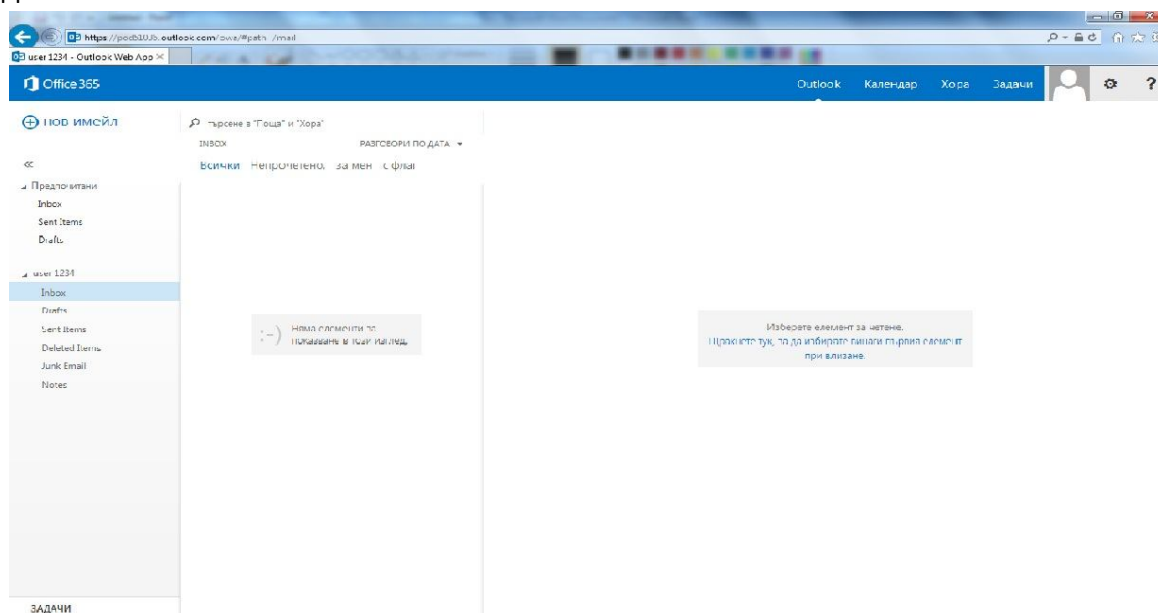 https://pod51035.outlook.com/owa/#path=/mail
user 1234 - Outlook Web App
Office 365
Outlook Календар Хора Задачи ?
нов имейл
търсене в "Поща" и "Хора"
INBOX РАЗГОВОРИ ПО ДАТА
Всички Непрочетено. за мен с флаг
Предпочитани
Inbox
Sent Items
Drafts
user 1234
Inbox
Drafts
Sent Items
Deleted Items
Junk Email
Notes
:-) Няма елементи за
показване в този изглед.
Изберете елемент за четене.
Щракнете тук, за да избирате винаги първия елемент
при влизане.
ЗАДАЧИ